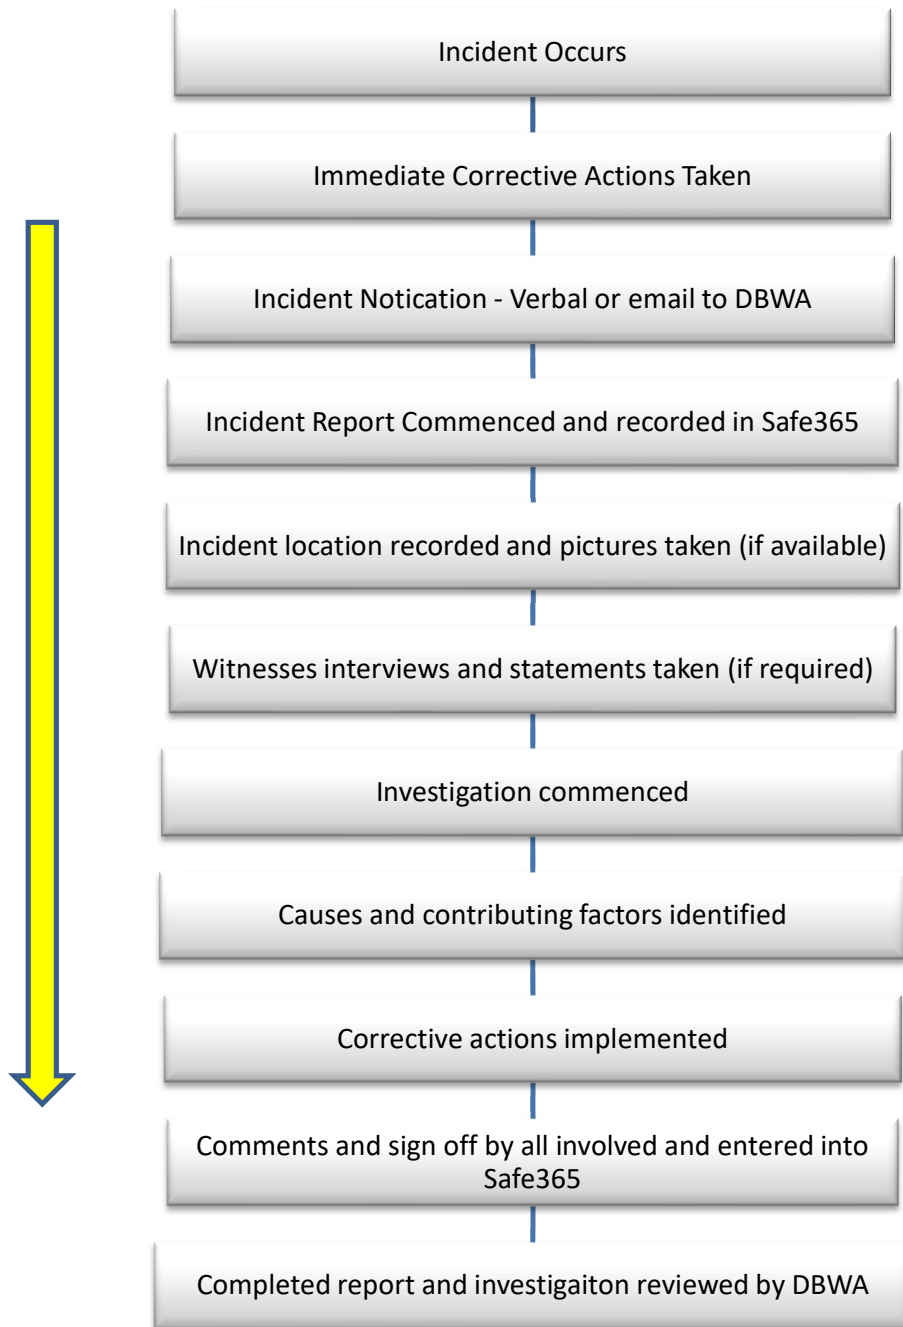 Incident Occurs
Immediate Corrective Actions Taken
Incident Notication - Verbal or email to DBWA
Incident Report Commenced and recorded in Safe365
Incident location recorded and pictures taken (if available)
Witnesses interviews and statements taken (if required)
Investigation commenced
Causes and contributing factors identified
Corrective actions implemented
Comments and sign off by all involved and entered into
Safe365
Completed report and investigaiton reviewed by DBWA